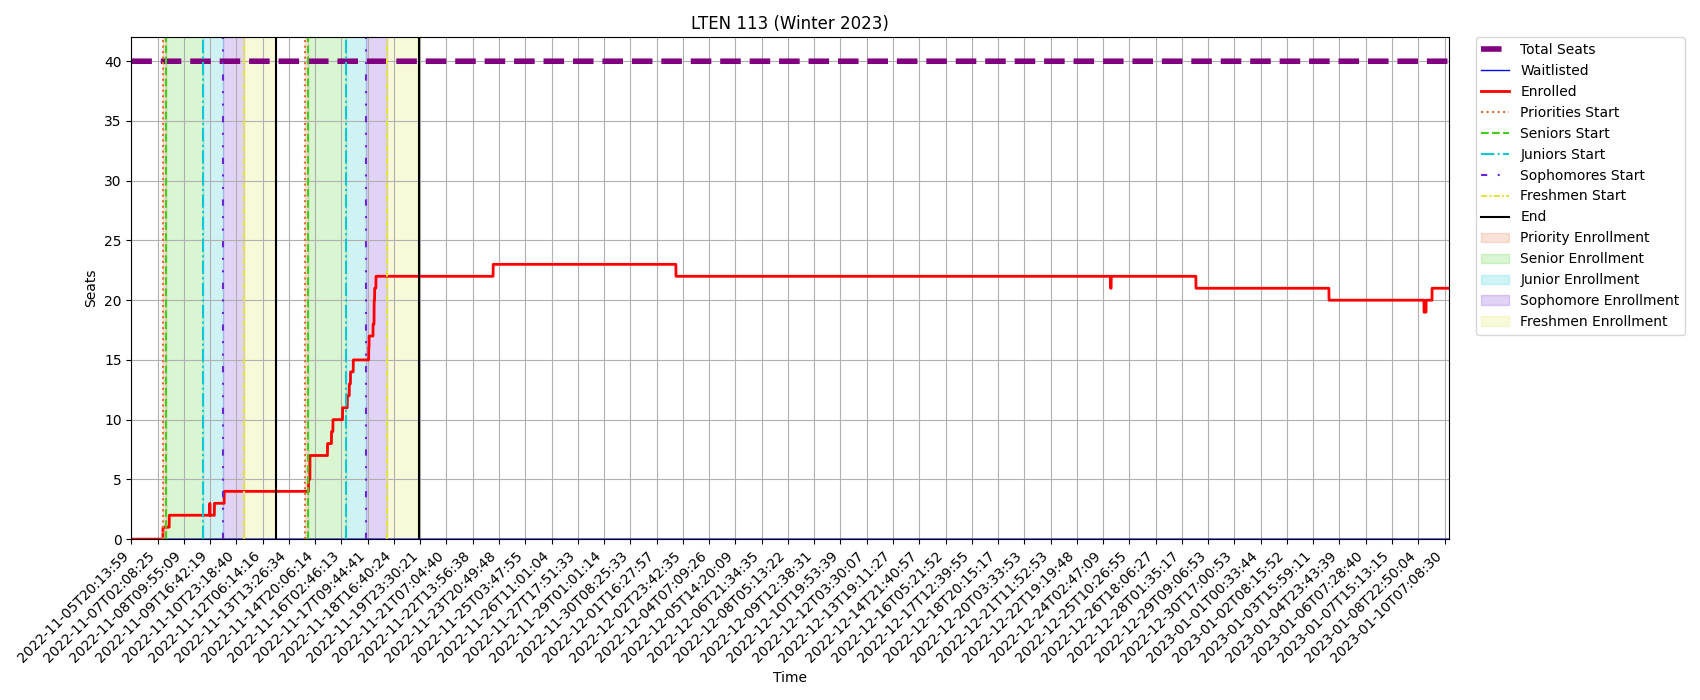 LTEN 113 (Winter 2023)
Seats
40
35
30
25
20
15
10
5
0
2022-11-05T20:13:59
2022-11-07T02:08:25
2022-11-08T09:55:09
2022-11-09T16:42:19
2022-11-10T23:18:40
2022-11-12T06:14:16
2022-11-13T13:26:34
2022-11-14T20:06:14
2022-11-16T02:46:13
2022-11-17T09:44:41
2022-11-18T16:40:24
2022-11-19T23:30:21
2022-11-21T07:04:40
2022-11-22T13:56:38
2022-11-23T20:49:48
2022-11-25T03:47:55
2022-11-26T11:01:04
2022-11-27T17:51:33
2022-11-29T01:01:14
2022-11-30T08:25:33
2022-12-01T16:27:57
2022-12-02T23:42:35
2022-12-04T07:09:26
2022-12-05T14:20:09
2022-12-06T21:34:35
2022-12-08T05:13:22
2022-12-09T12:38:31
2022-12-10T19:53:39
2022-12-12T03:30:07
2022-12-13T19:11:27
2022-12-14T21:40:57
2022-12-16T05:21:52
2022-12-17T12:39:55
2022-12-18T20:15:17
2022-12-20T03:33:53
2022-12-21T11:52:53
2022-12-22T19:19:48
2022-12-24T02:47:09
2022-12-25T10:26:55
2022-12-26T18:06:27
2022-12-28T01:35:17
2022-12-29T09:06:53
2022-12-30T17:00:53
2023-01-01T00:33:44
2023-01-02T08:15:52
2023-01-03T15:59:11
2023-01-04T23:43:39
2023-01-06T07:28:40
2023-01-07T15:13:15
2023-01-08T22:50:04
2023-01-10T07:08:30
Time
Total Seats
Waitlisted
Enrolled
Priorities Start
Seniors Start
Juniors Start
Sophomores Start
Freshmen Start
End
Priority Enrollment
Senior Enrollment
Junior Enrollment
Sophomore Enrollment
Freshmen Enrollment